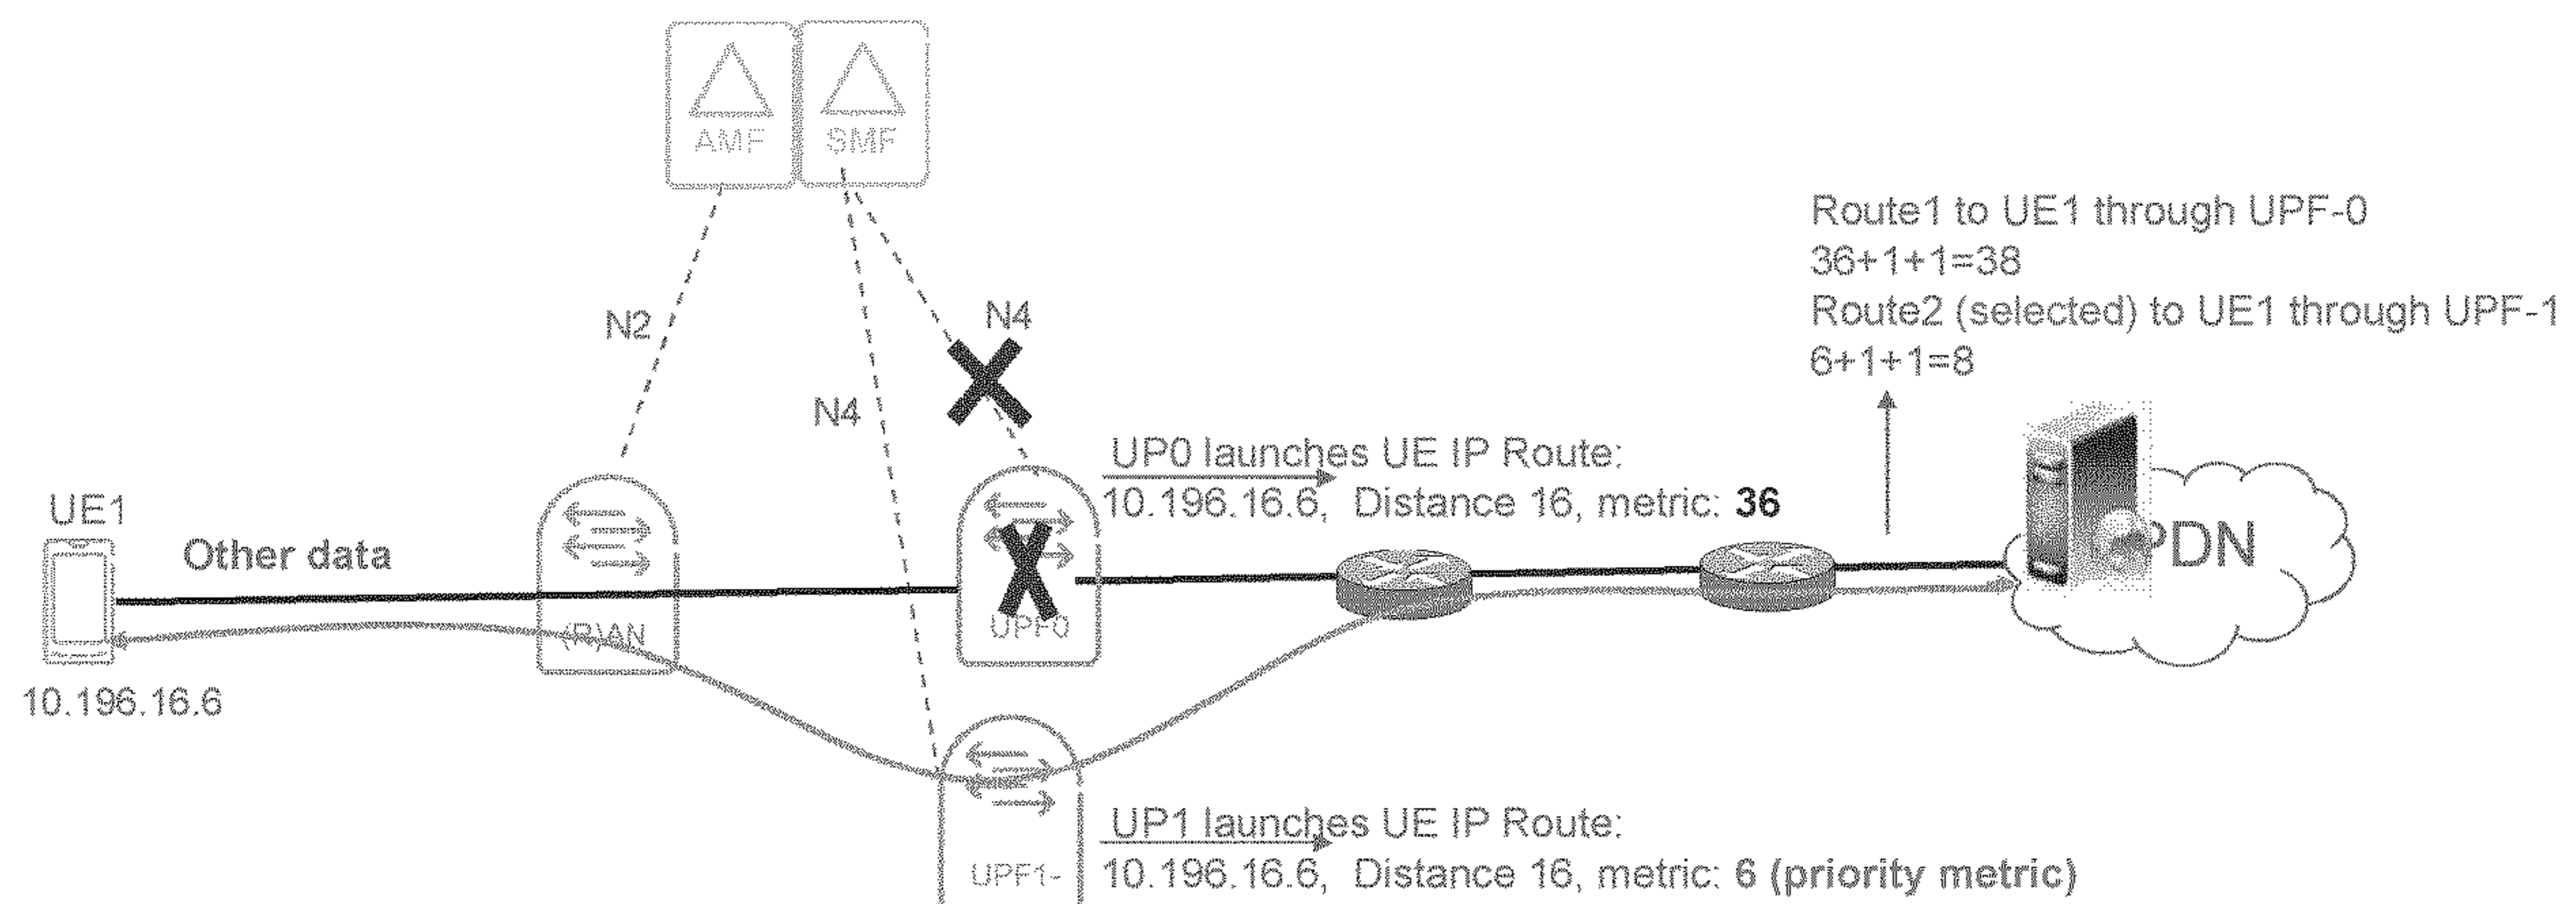 AMF
SMF
Route1 to UE1 through UPF-0
36+1+1=38
Route2 (selected) to UE1 through UPF-1
6+1+1=8
N2
N4
N4
UP0 launches UE IP Route:
10.196.16.6, Distance 16, metric: 36
UE1
Other data
(R)AN
UPF0
PDN
10.196.16.6
UP1 launches UE IP Route:
10.196.16.6, Distance 16, metric: 6 (priority metric)
UPF1-